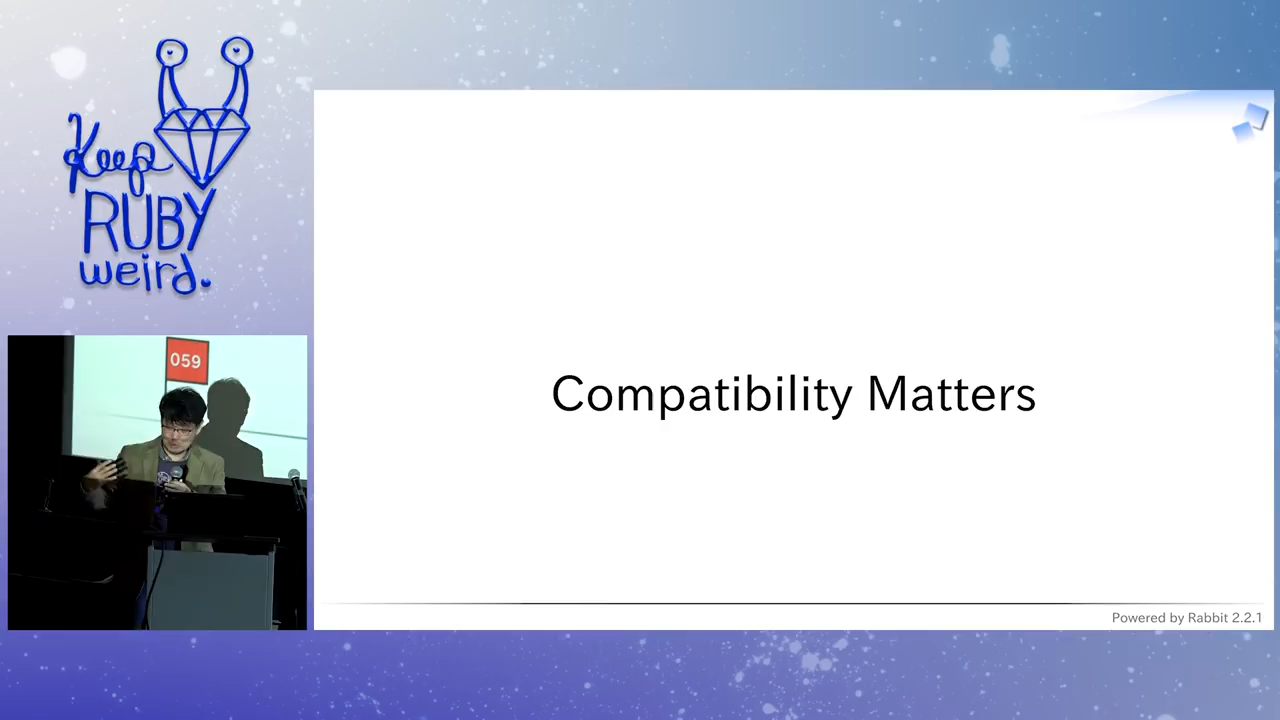 Keep
RUBY
weird.
059
Compatibility Matters
Powered by Rabbit 2.2.1